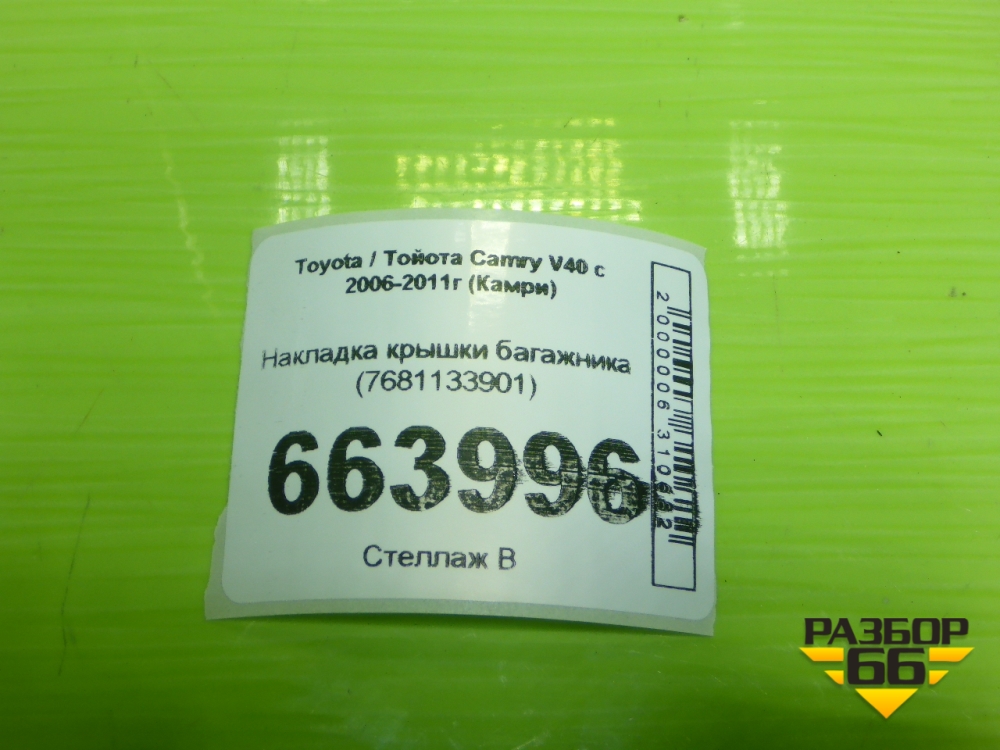 Toyota / Тойота Camry V40 с
2006-2011г (Камри)
Накладка крышки багажника
(7681133901)
663996
Стеллаж В
РАЗБОР
66